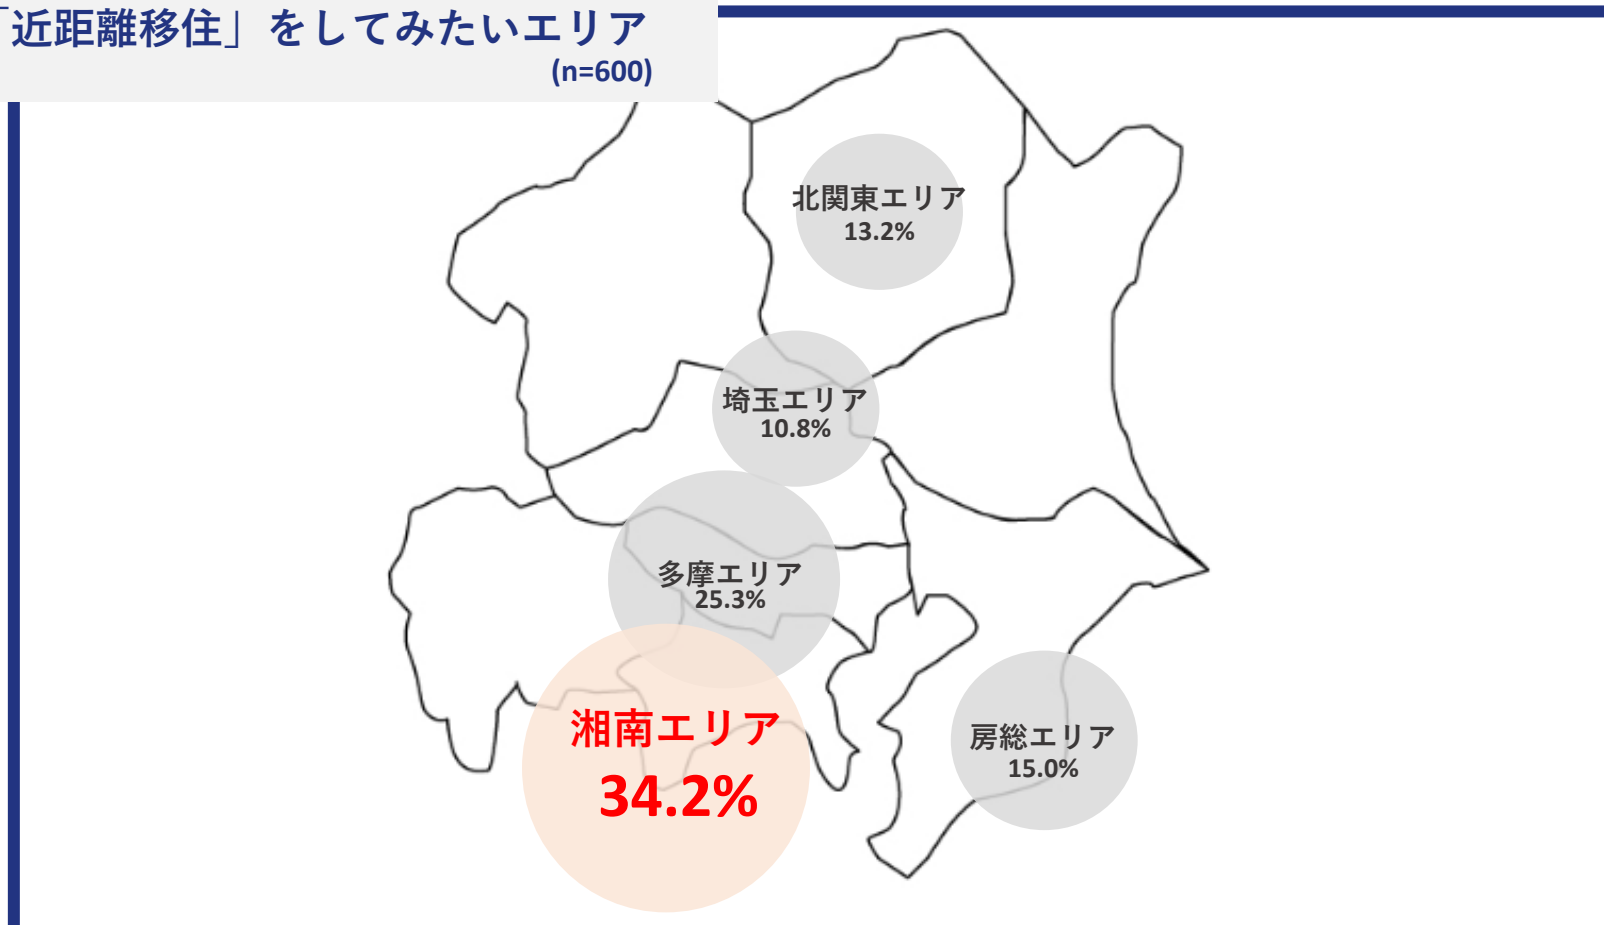 「近距離移住」をしてみたいエリア
(n=600)
北関東エリア
13.2%
埼玉エリア
10.8%
多摩エリア
25.3%
湘南エリア
34.2%
房総エリア
15.0%